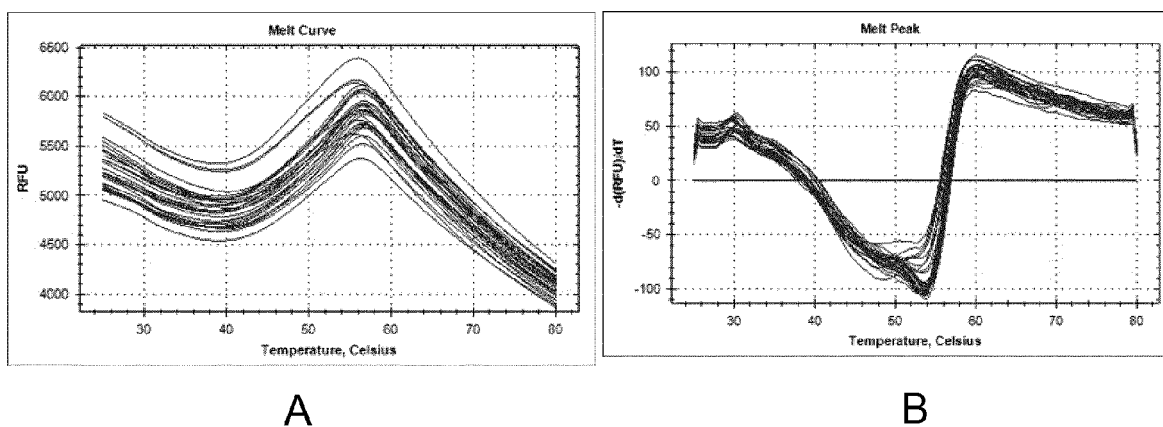 Melt Curve
6500
6000
5500
5000
4500
4000
RFU
30 40 50 60 70 80
Temperature, Celsius
A
Melt Peak
100
50
0
-50
-100
-d(RFU)/dT
30 40 50 60 70 80
Temperature, Celsius
B